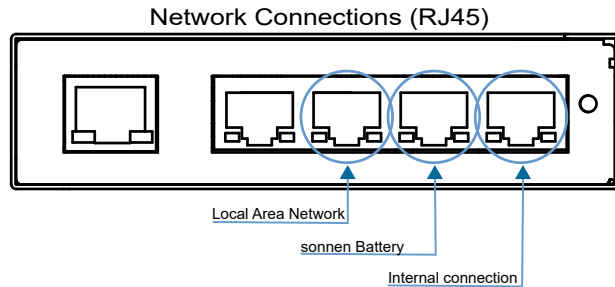 Network Connections (RJ45)
Local Area Network
sonnen Battery
Internal connection